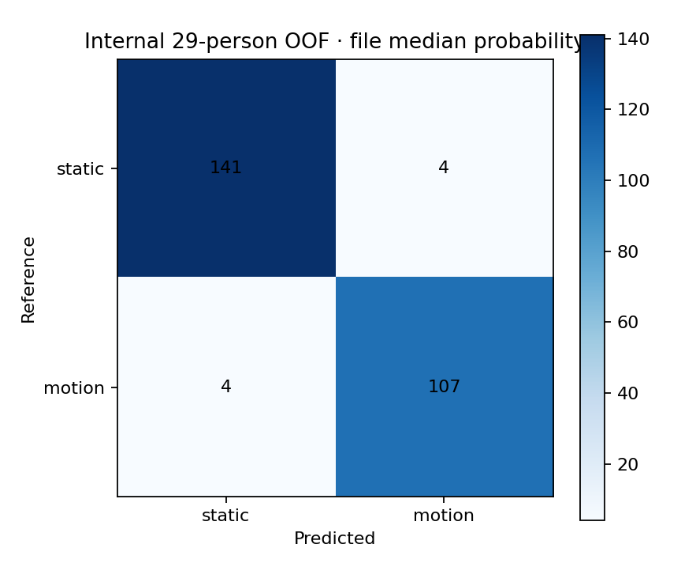 Internal 29-person OOF · file median probability
static
141
4
motion
4
107
static
motion
Predicted
Reference
140
120
100
80
60
40
20